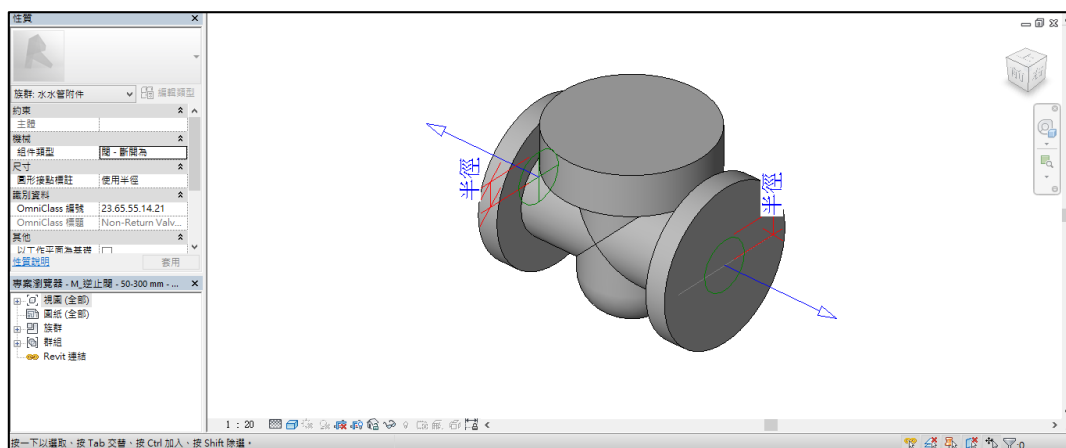 性質
族群: 水水管附件
編輯類型
約束
主體
機械
組件類型 閥 - 斷開為
尺寸
圓形接點標註 使用半徑
識別資料
OmniClass 編號 23.65.55.14.21
OmniClass 標題 Non-Return Valv...
其他
以工作平面為基礎
性質說明
套用
專案瀏覽器 - M_逆止閥 - 50-300 mm - ...
視圖 (全部)
圖紙 (全部)
族群
群組
Revit 連結
半徑
半徑
上
前
右
1 : 20
按一下以選取、按 Tab 交替、按 Ctrl 加入、按 Shift 除選。
:0